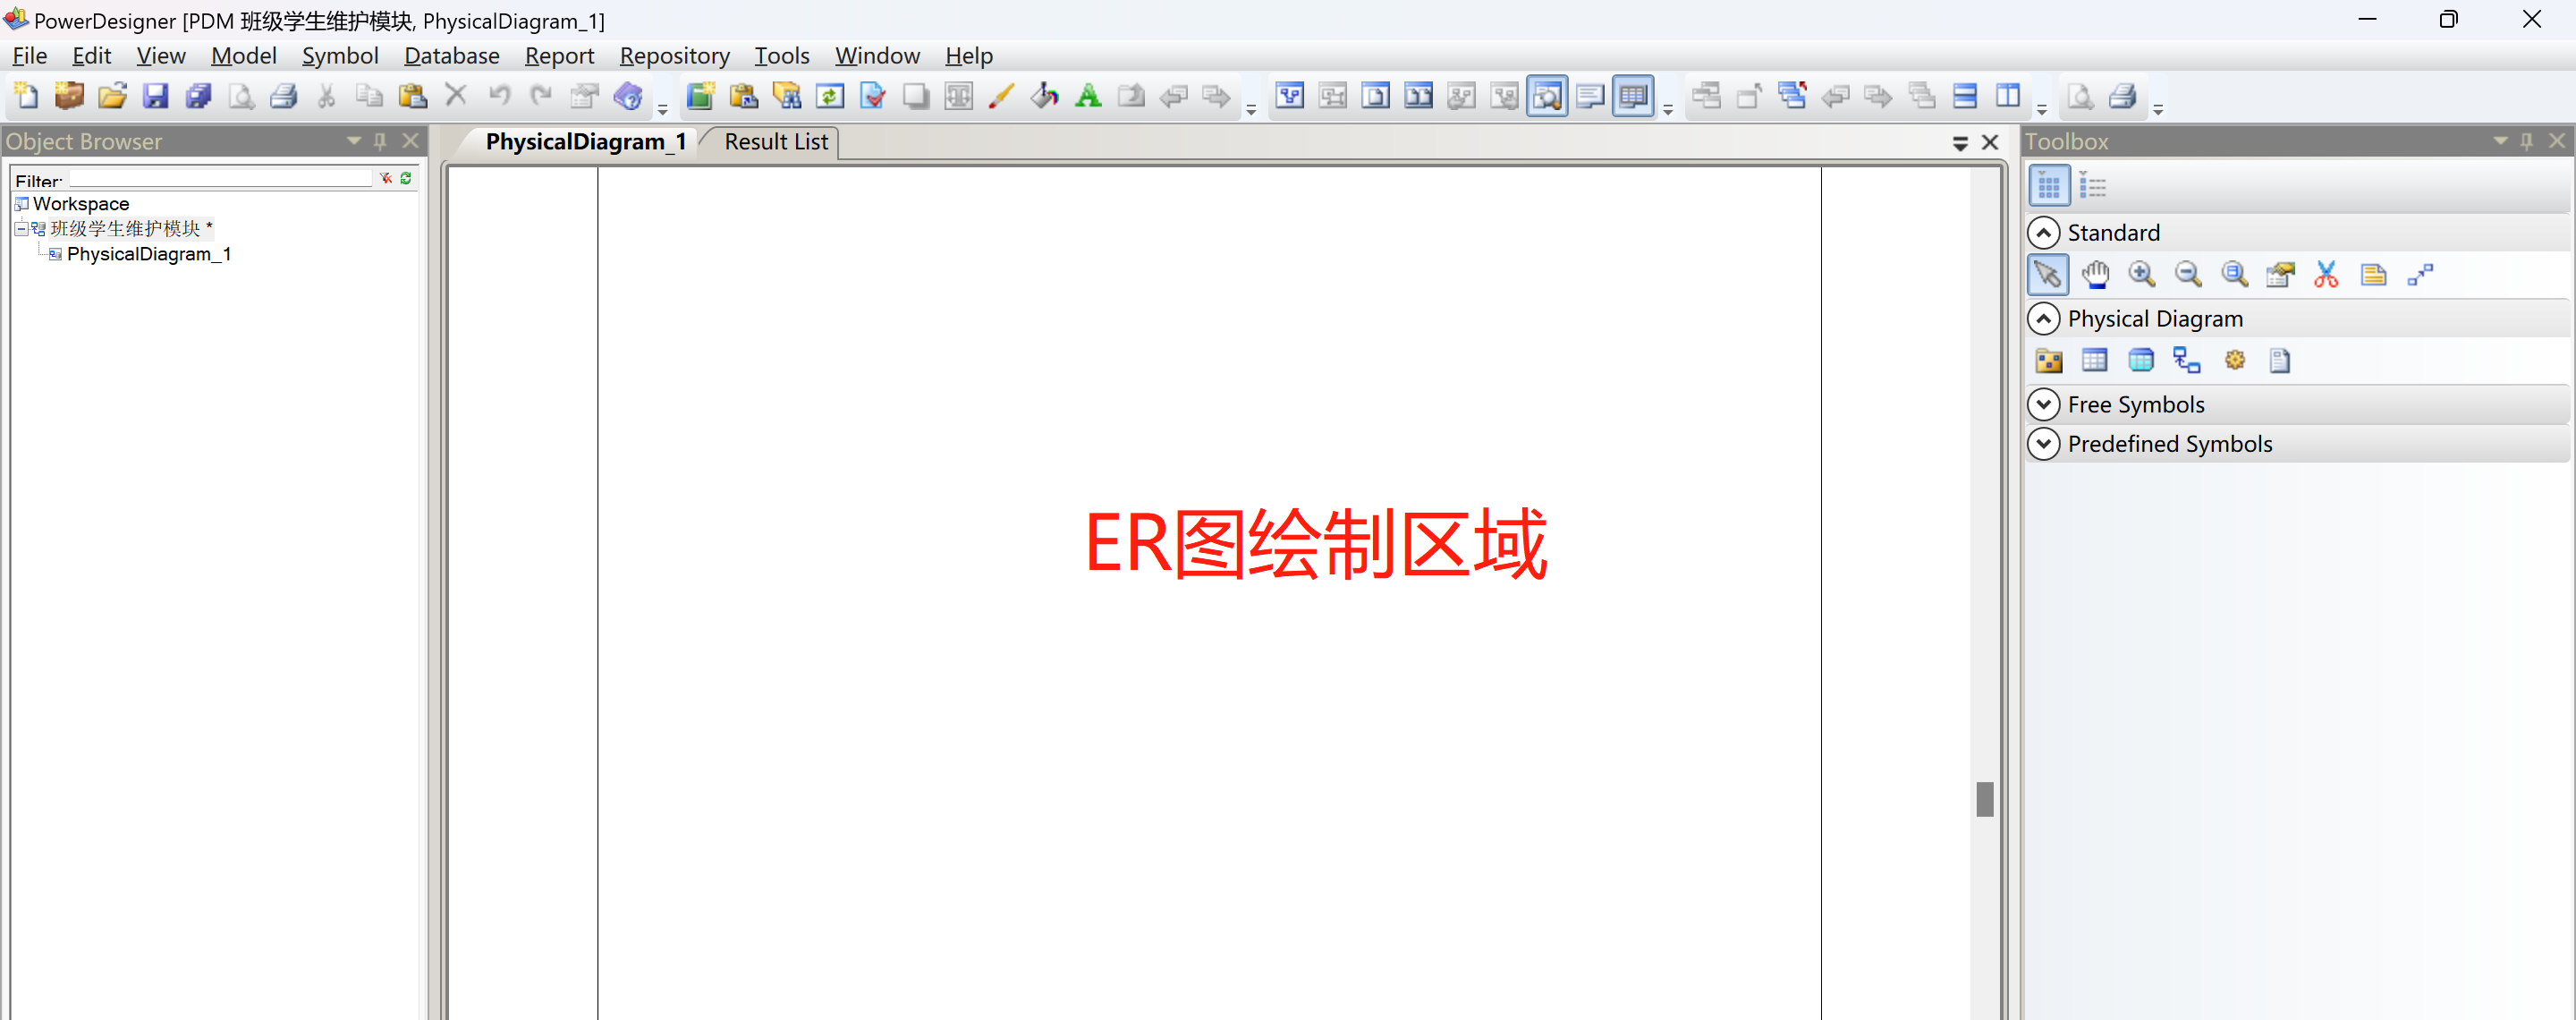 PowerDesigner [PDM 班级学生维护模块, PhysicalDiagram_1]
File Edit View Model Symbol Database Report Repository Tools Window Help
Object Browser
Filter:
Workspace
班级学生维护模块 *
PhysicalDiagram_1
PhysicalDiagram_1 Result List
ER图绘制区域
Toolbox
Standard
Physical Diagram
Free Symbols
Predefined Symbols